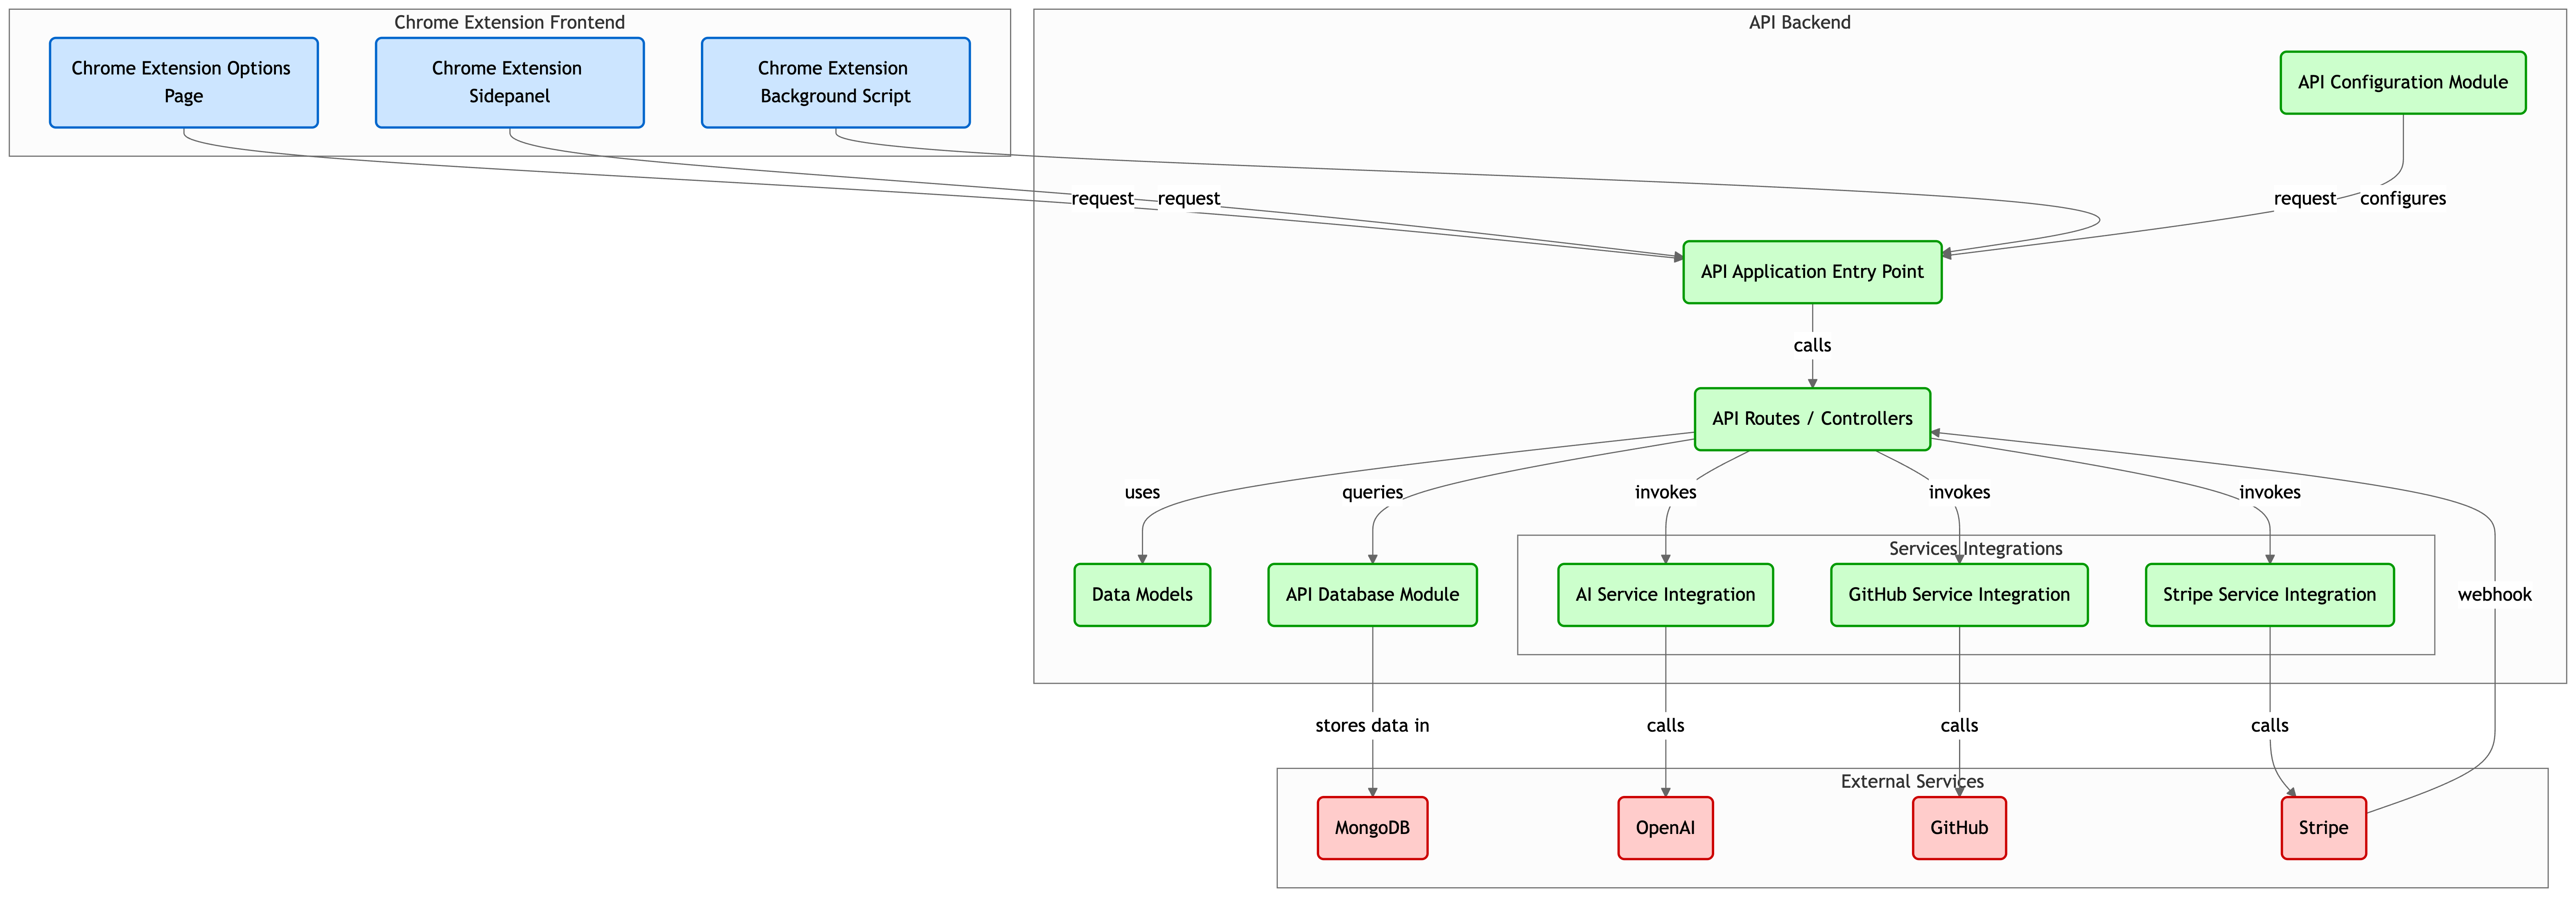 Chrome Extension Frontend
API Backend
Chrome Extension Options
Page
Chrome Extension
Sidepanel
Chrome Extension
Background Script
API Configuration Module
request
request
request
configures
API Application Entry Point
calls
API Routes / Controllers
uses
queries
invokes
invokes
invokes
Services Integrations
Data Models
API Database Module
AI Service Integration
GitHub Service Integration
Stripe Service Integration
webhook
stores data in
calls
calls
calls
External Services
MongoDB
OpenAI
GitHub
Stripe